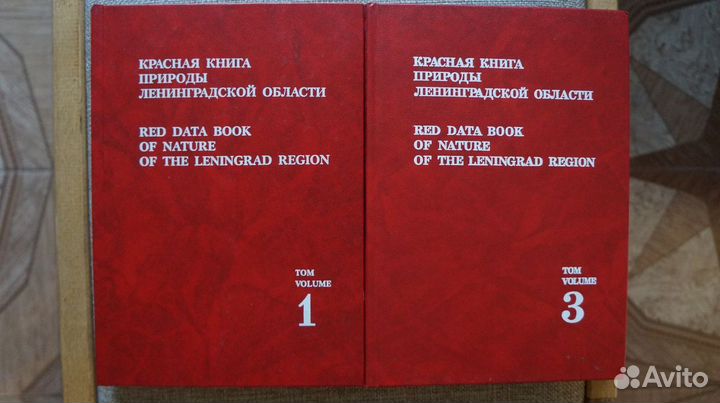 КРАСНАЯ КНИГА
ПРИРОДЫ
ЛЕНИНГРАДСКОЙ ОБЛАСТИ
RED DATA BOOK
OF NATURE
OF THE LENINGRAD REGION
ТОМ
VOLUME
1
КРАСНАЯ КНИГА
ПРИРОДЫ
ЛЕНИНГРАДСКОЙ ОБЛАСТИ
RED DATA BOOK
OF NATURE
OF THE LENINGRAD REGION
ТОМ
VOLUME
3
Avito